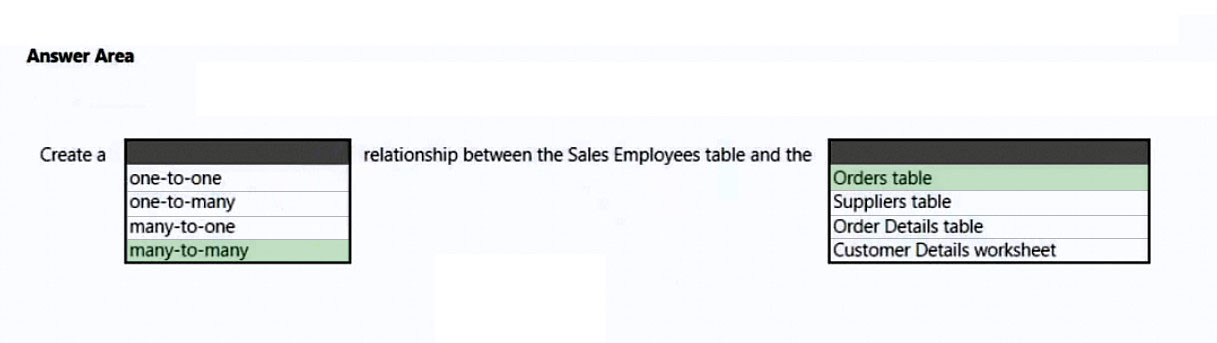 Answer Area
Create a relationship between the Sales Employees table and the
one-to-one
one-to-many
many-to-one
many-to-many
Orders table
Suppliers table
Order Details table
Customer Details worksheet